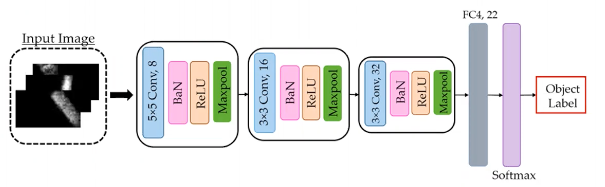 Input Image
5×5 Conv, 8
BaN
ReLU
Maxpool
3×3 Conv, 16
BaN
ReLU
Maxpool
3×3 Conv, 32
BaN
ReLU
Maxpool
FC4, 22
Softmax
Object
Label